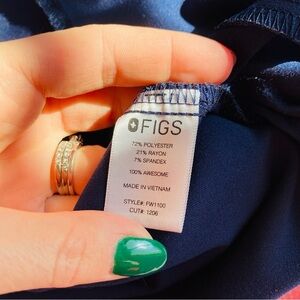 FIGS
72% POLYESTER
21% RAYON
7% SPANDEX
100% AWESOME
MADE IN VIETNAM
STYLE#: FW1100
CUT#: 1206